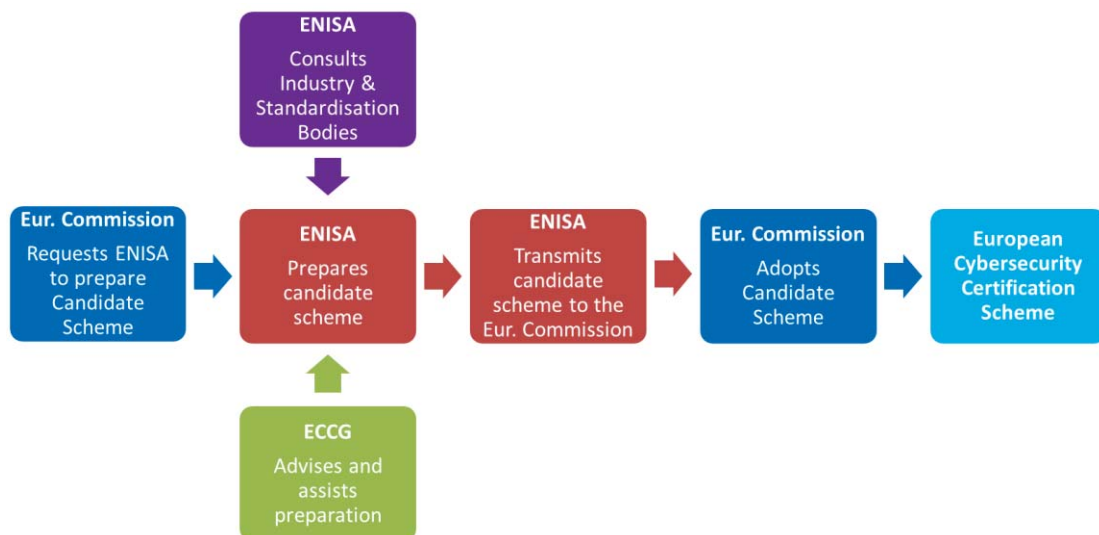 ENISA
Consults
Industry &
Standardisation
Bodies
Eur. Commission
Requests ENISA
to prepare
Candidate
Scheme
ENISA
Prepares
candidate
scheme
ENISA
Transmits
candidate
scheme to the
Eur. Commission
Eur. Commission
Adopts
Candidate
Scheme
European
Cybersecurity
Certification
Scheme
ECCG
Advises and
assists
preparation